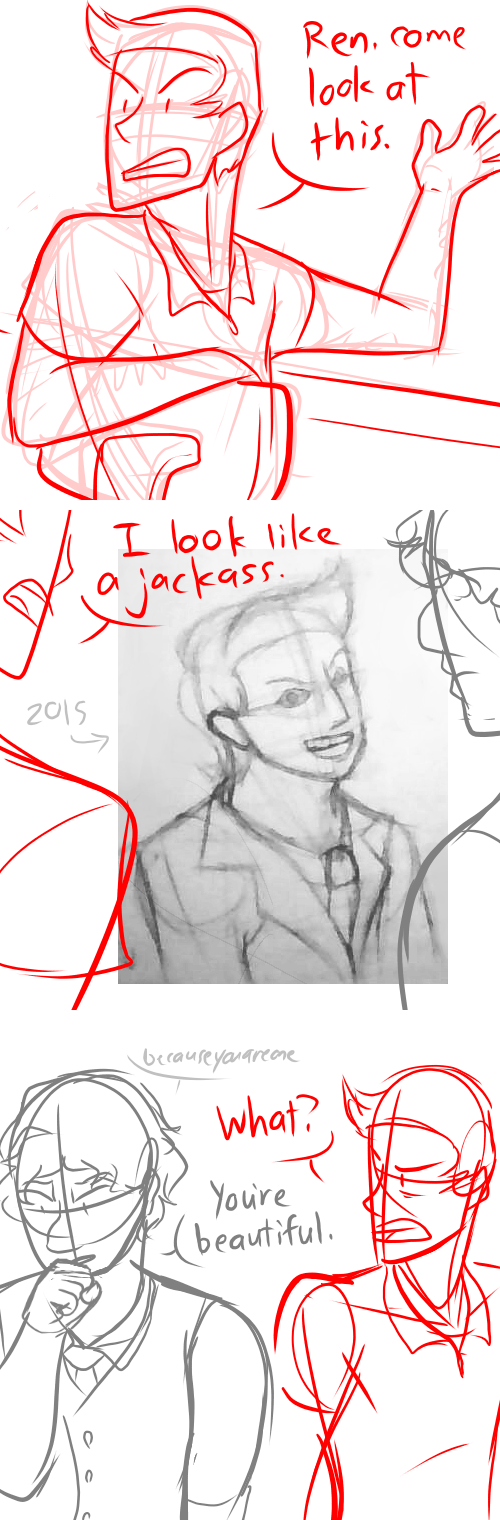 Ren, come
look at
this.
I look like
a jackass.
2015
becauseyouareone
What?
You're
beautiful.